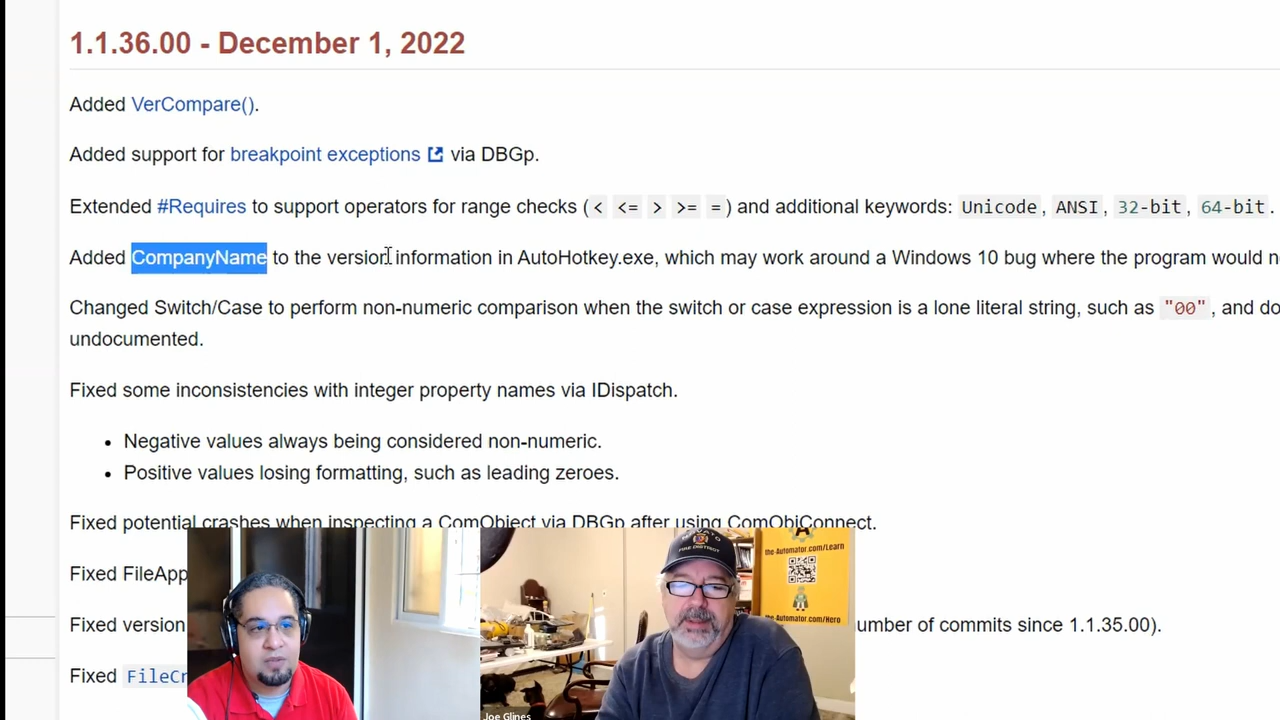 1.1.36.00 - December 1, 2022
Added VerCompare().
Added support for breakpoint exceptions via DBGp.
Extended #Requires to support operators for range checks (< <= > >= =) and additional keywords: Unicode, ANSI, 32-bit, 64-bit.
Added CompanyName to the version information in AutoHotkey.exe, which may work around a Windows 10 bug where the program would n
Changed Switch/Case to perform non-numeric comparison when the switch or case expression is a lone literal string, such as "00", and do
undocumented.
Fixed some inconsistencies with integer property names via IDispatch.
• Negative values always being considered non-numeric.
• Positive values losing formatting, such as leading zeroes.
Fixed potential crashes when inspecting a ComObject via DBGp after using ComObjConnect.
Fixed FileApp
Fixed version
umber of commits since 1.1.35.00).
Fixed FileCr
FIRE DISTRICT
the-Automator.com/Learn
the-Automator.com/Hero
Joe Glines